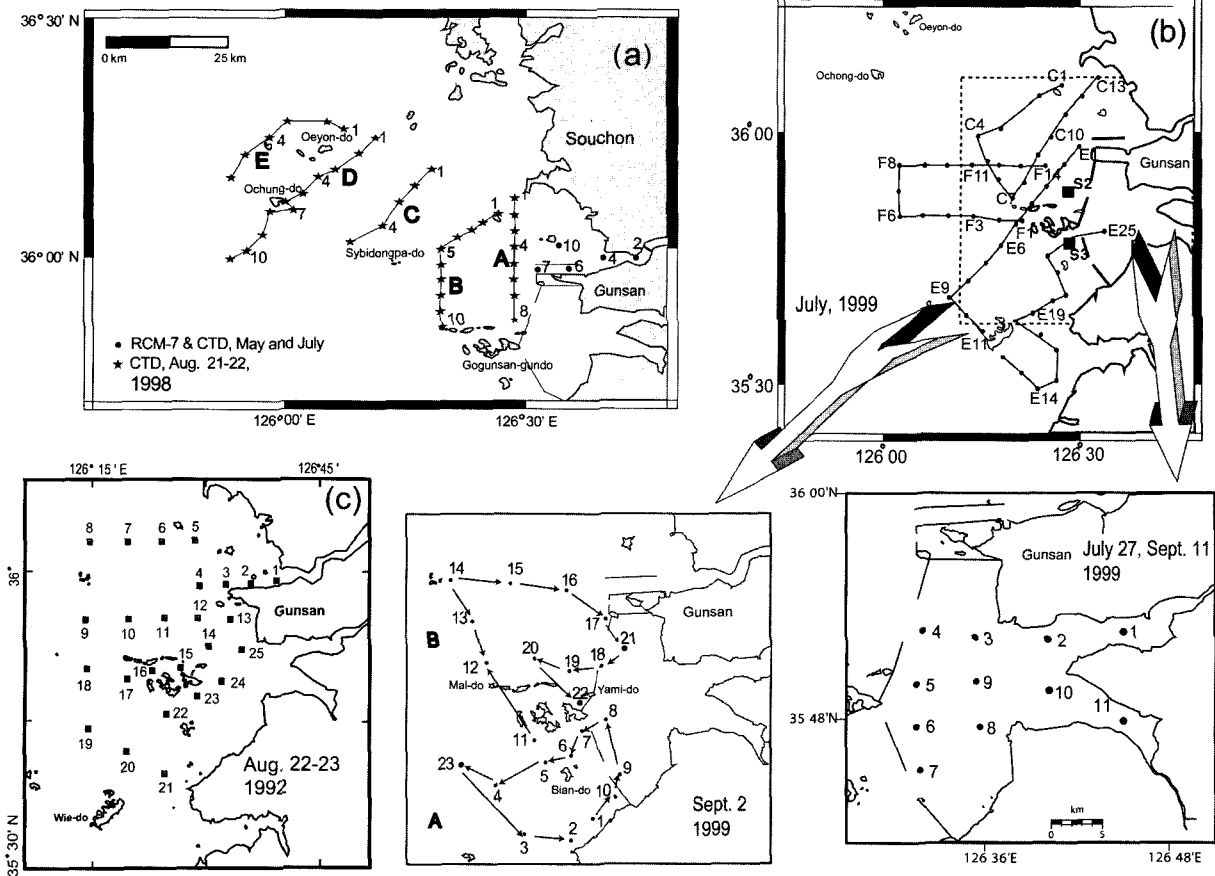 36° 30' N
(a)
0 km
25 km
Souchon
Oeyon-do
1
4
6
E
1
D
4
Ochung-do
7
10
1
C
4
Sybidongpa-do
1
5
B
10
A
4
8
10
4
2
7
6
Gunsan
36° 00' N
RCM-7 & CTD, May and July
CTD, Aug. 21-22,
1998
Gogunsan-gundo
126° 00' E
126° 30' E
(b)
Oeyon-do
Ochong-do
C1
C13
36° 00'
C4
C10
E0
Gunsan
F8
F11
F14
S2
C7
F6
F3
F1
E25
E6
S3
E9
July, 1999
E19
E11
35° 30'
E14
126° 00'
126 30'
126° 15' E
126° 45'
(c)
8
7
6
5
36°
4
3
2
1
12
Gunsan
9
10
11
13
14
25
15
16
18
17
24
23
22
19
20
21
Aug. 22-23
1992
Wie-do
35° 30' N
14
15
16
Gunsan
13
17
B
20
21
12
19
18
Mal-do
Yami-do
22
8
11
7
6
23
5
9
4
Bian-do
10
Sept. 2
1999
A
1
3
2
36 00'N
Gunsan
July 27, Sept. 11
1999
4
3
2
1
5
9
10
35 48'N
6
8
11
7
km
0
5
126 36'E
126 48'E